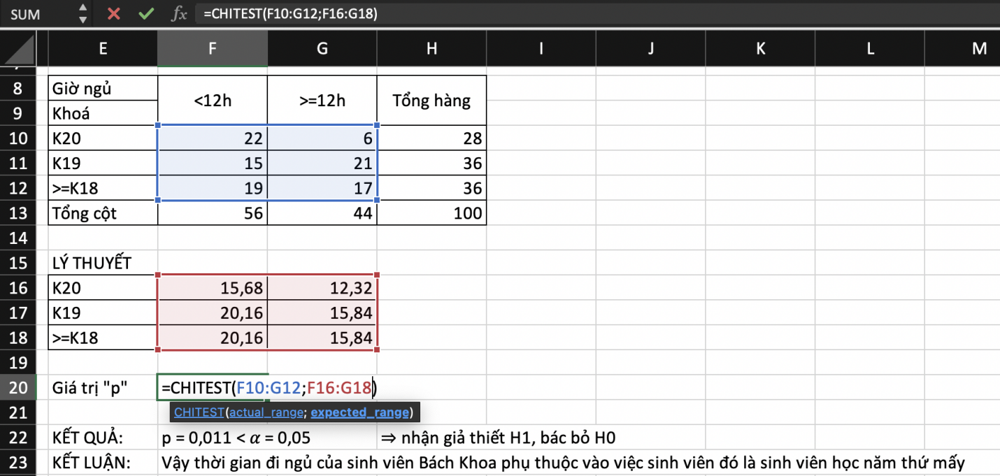 SUM =CHITEST(F10:G12;F16:G18)
E F G H I J K L M
8 Giờ ngủ <12h >=12h Tổng hàng
9 Khoá
10 K20 22 6 28
11 K19 15 21 36
12 >=K18 19 17 36
13 Tổng cột 56 44 100
14
15 LÝ THUYẾT
16 K20 15,68 12,32
17 K19 20,16 15,84
18 >=K18 20,16 15,84
19
20 Giá trị "p" =CHITEST(F10:G12;F16:G18)
21 CHITEST(actual_range; expected_range)
22 KẾT QUẢ: p = 0,011 < α = 0,05 ⇒ nhận giả thiết H1, bác bỏ H0
23 KẾT LUẬN: Vậy thời gian đi ngủ của sinh viên Bách Khoa phụ thuộc vào việc sinh viên đó là sinh viên học năm thứ mấy